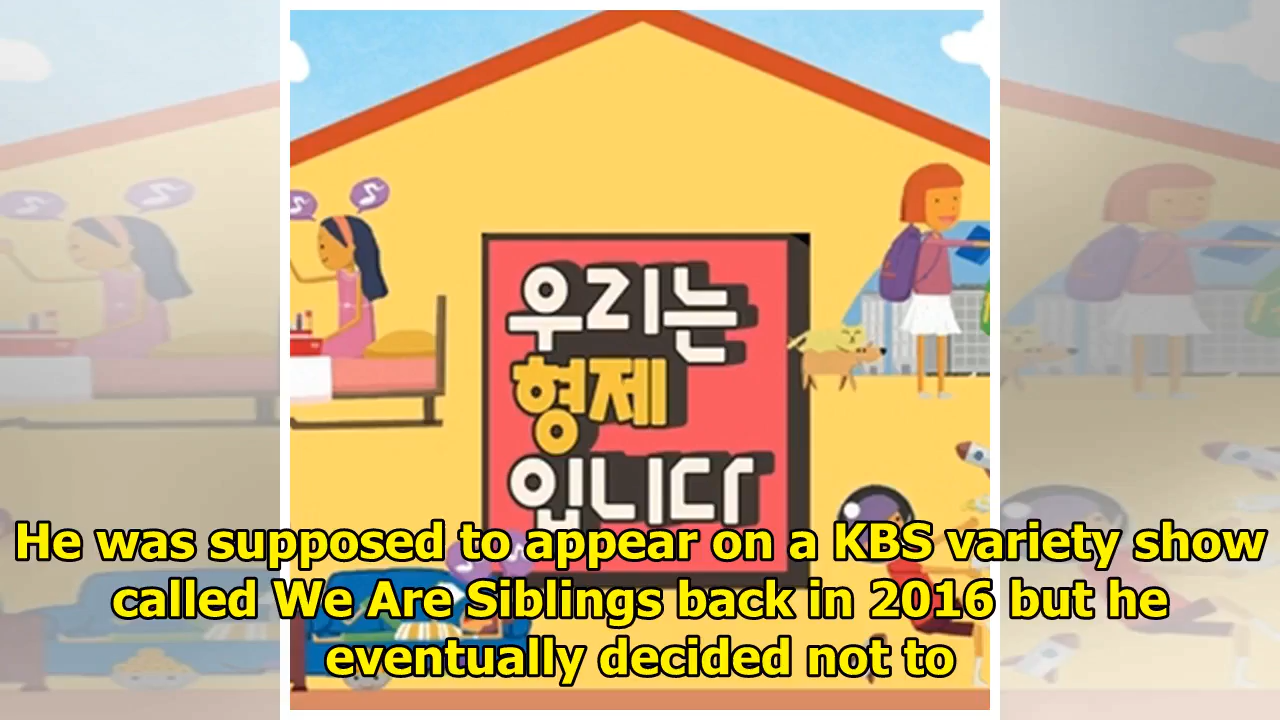 우리는
형제
입니다
He was supposed to appear on a KBS variety show
called We Are Siblings back in 2016 but he
eventually decided not to